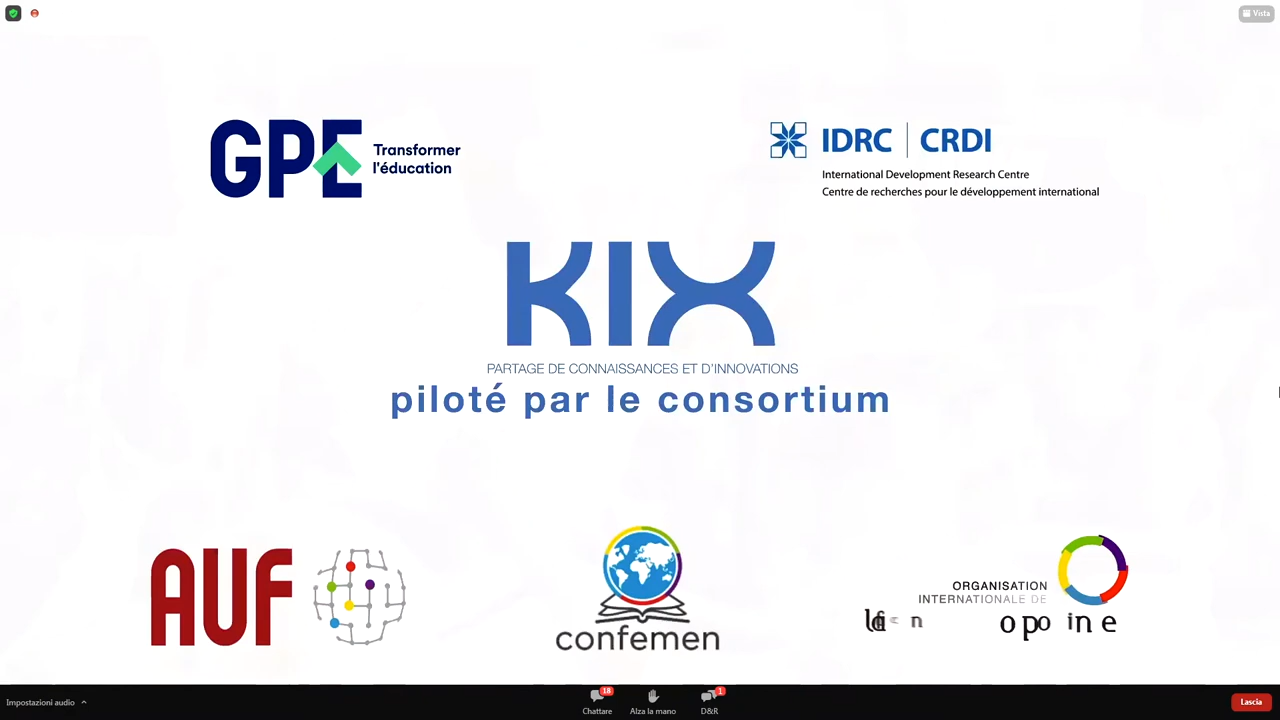 Vista
GPE
Transformer
l'éducation
IDRC | CRDI
International Development Research Centre
Centre de recherches pour le développement international
KIX
PARTAGE DE CONNAISSANCES ET D'INNOVATIONS
piloté par le consortium
AUF
confemen
ORGANISATION
INTERNATIONALE DE
Impostazioni audio
18
Chattare
Alza la mano
1
D&R
Lascia